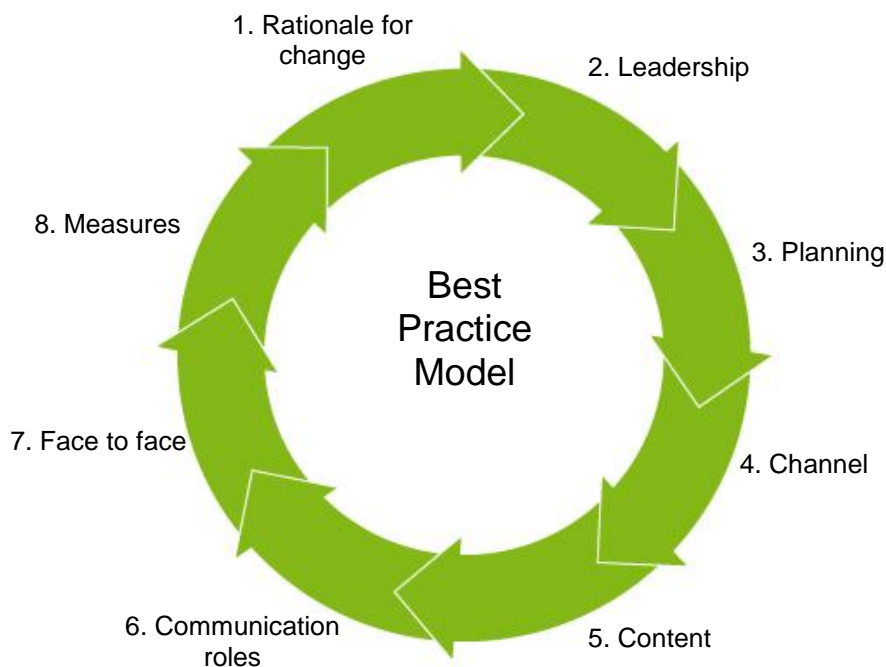 1. Rationale for
change
2. Leadership
3. Planning
4. Channel
5. Content
6. Communication
roles
7. Face to face
8. Measures
Best
Practice
Model